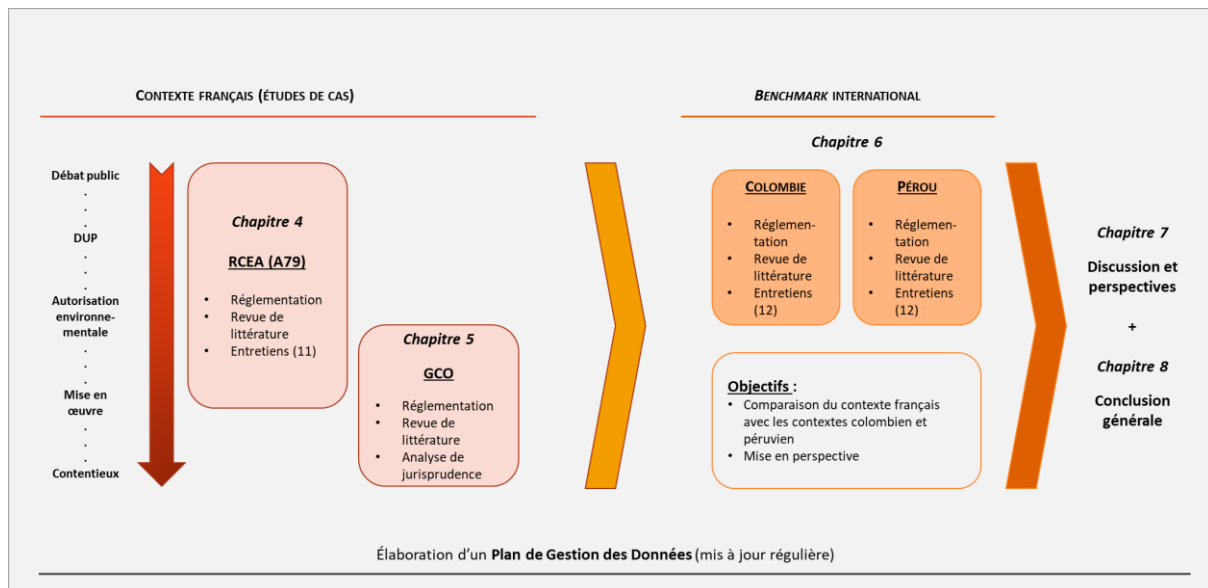 CONTEXTE FRANÇAIS (ÉTUDES DE CAS)
Débat public
.
.
.
DUP
.
.
.
Autorisation
environne-
mentale
.
.
.
Mise en
œuvre
.
.
.
Contentieux
Chapitre 4
RCEA (A79)
• Réglementation
• Revue de
littérature
• Entretiens (11)
Chapitre 5
GCO
• Réglementation
• Revue de
littérature
• Analyse de
jurisprudence
BENCHMARK INTERNATIONAL
Chapitre 6
COLOMBIE
• Réglemen-
tation
• Revue de
littérature
• Entretiens
(12)
PÉROU
• Réglemen-
tation
• Revue de
littérature
• Entretiens
(12)
Objectifs :
• Comparaison du contexte français
avec les contextes colombien et
péruvien
• Mise en perspective
Chapitre 7
Discussion et
perspectives
+
Chapitre 8
Conclusion
générale
Élaboration d'un Plan de Gestion des Données (mis à jour régulière)